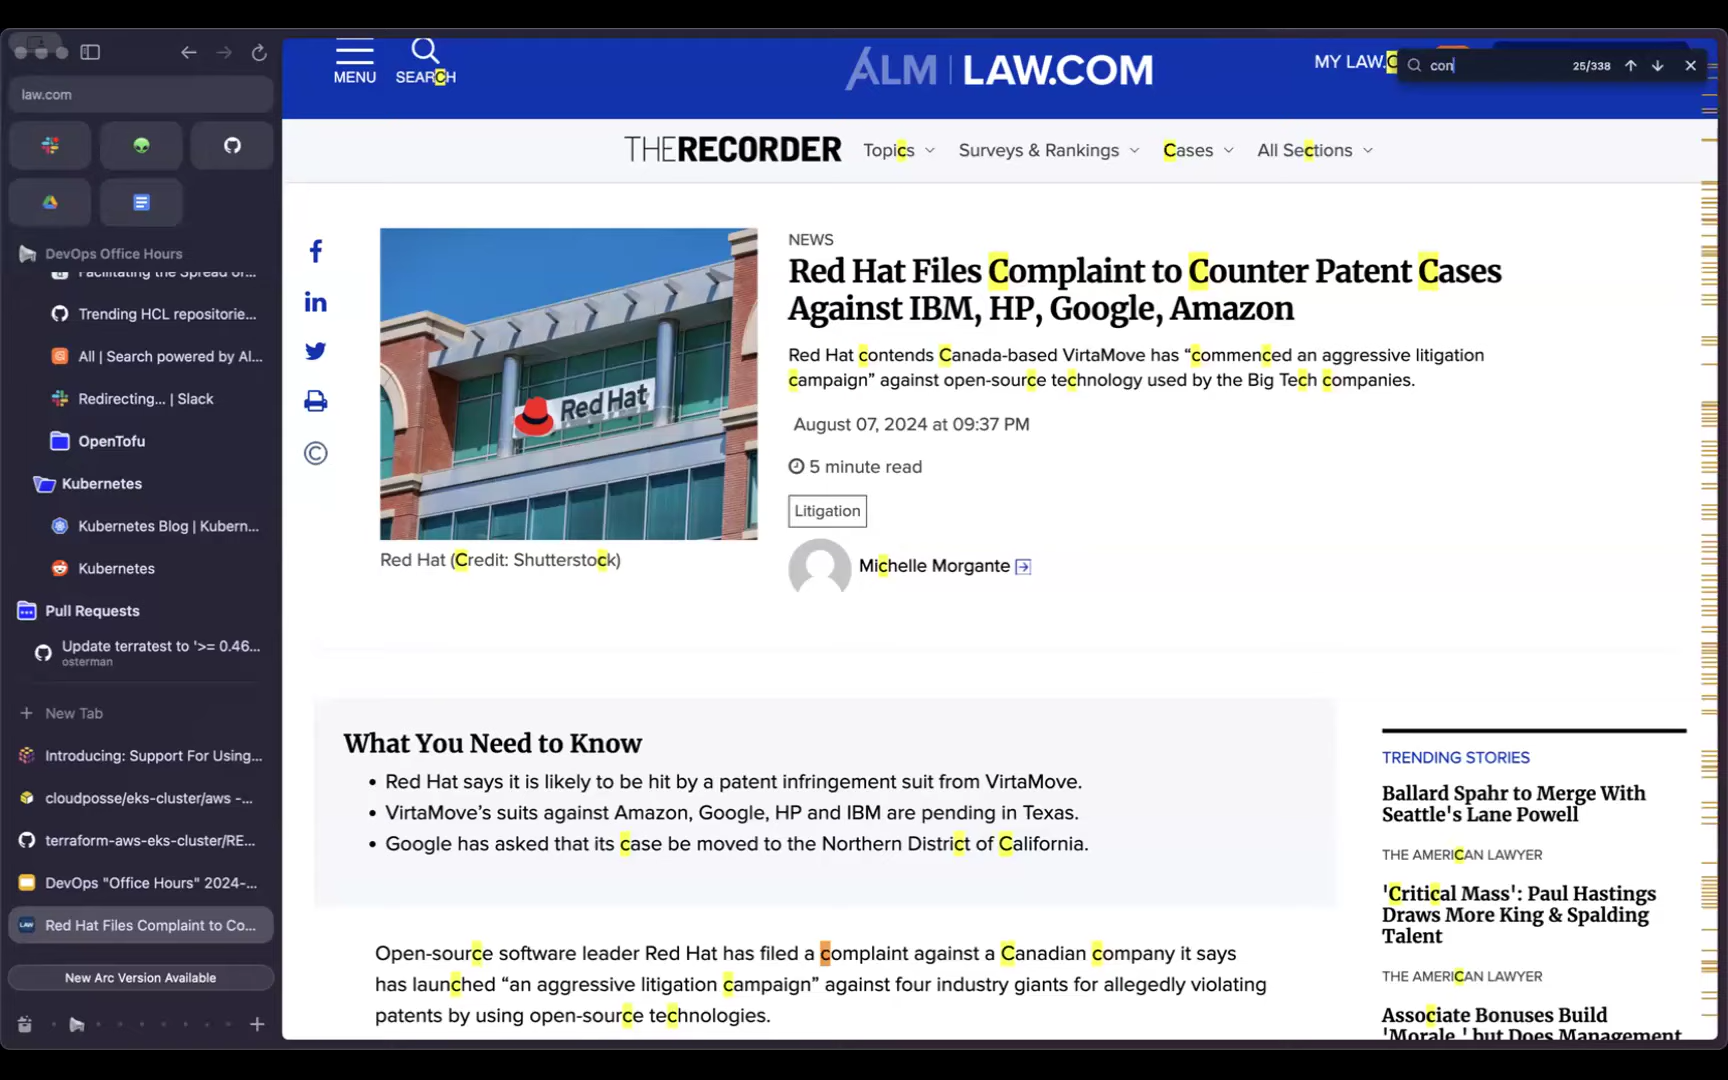 law.com
DevOps Office Hours
Facilitating the Spread of...
Trending HCL repositorie...
All | Search powered by Al...
Redirecting... | Slack
OpenTofu
Kubernetes
Kubernetes Blog | Kubern...
Kubernetes
Pull Requests
Update terratest to '>= 0.46...
osterman
New Tab
Introducing: Support For Using...
cloudposse/eks-cluster/aws -...
terraform-aws-eks-cluster/RE...
DevOps "Office Hours" 2024-...
LAW
Red Hat Files Complaint to Co...
New Arc Version Available
MENU
SEARCH
ALM | LAW.COM
MY LAW.C
con
25/338
THE RECORDER
Topics
Surveys & Rankings
Cases
All Sections
Red Hat
Red Hat (Credit: Shutterstock)
NEWS
Red Hat Files Complaint to Counter Patent Cases
Against IBM, HP, Google, Amazon
Red Hat contends Canada-based VirtaMove has “commenced an aggressive litigation
campaign” against open-source technology used by the Big Tech companies.
August 07, 2024 at 09:37 PM
5 minute read
Litigation
Michelle Morgante
What You Need to Know
• Red Hat says it is likely to be hit by a patent infringement suit from VirtaMove.
• VirtaMove’s suits against Amazon, Google, HP and IBM are pending in Texas.
• Google has asked that its case be moved to the Northern District of California.
Open-source software leader Red Hat has filed a complaint against a Canadian company it says
has launched “an aggressive litigation campaign” against four industry giants for allegedly violating
patents by using open-source technologies.
TRENDING STORIES
Ballard Spahr to Merge With
Seattle's Lane Powell
THE AMERICAN LAWYER
'Critical Mass': Paul Hastings
Draws More King & Spalding
Talent
THE AMERICAN LAWYER
Associate Bonuses Build
'Morale,' but Does Management